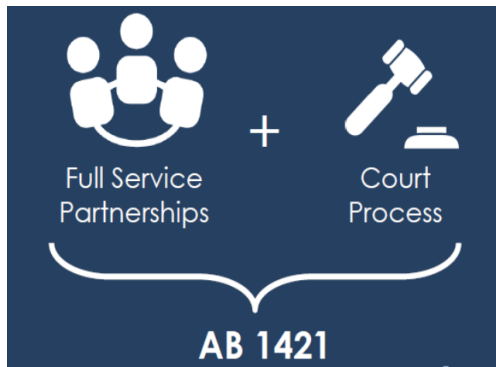 +
Full Service
Partnerships
Court
Process
AB 1421